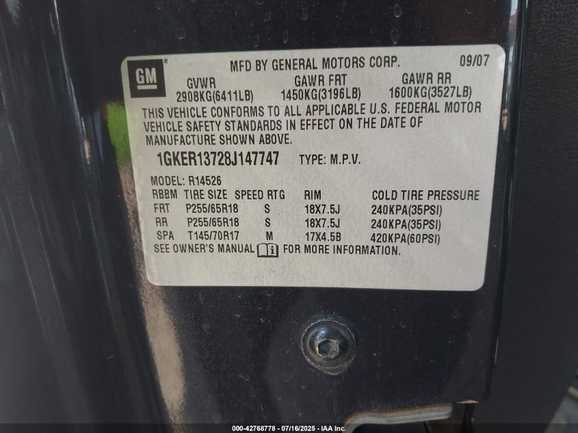 GM
MFD BY GENERAL MOTORS CORP. 09/07
GVWR GAWR FRT GAWR RR
2908KG(6411LB) 1450KG(3196LB) 1600KG(3527LB)
THIS VEHICLE CONFORMS TO ALL APPLICABLE U.S. FEDERAL MOTOR
VEHICLE SAFETY STANDARDS IN EFFECT ON THE DATE OF
MANUFACTURE SHOWN ABOVE.
1GKER13728J147747 TYPE: M.P.V.
MODEL: R14526
RBBM TIRE SIZE SPEED RTG RIM COLD TIRE PRESSURE
FRT P255/65R18 S 18X7.5J 240KPA(35PSI)
RR P255/65R18 S 18X7.5J 240KPA(35PSI)
SPA T145/70R17 M 17X4.5B 420KPA(60PSI)
SEE OWNER'S MANUAL FOR MORE INFORMATION.
000-42768778 - 07/16/2025 - IAA Inc.